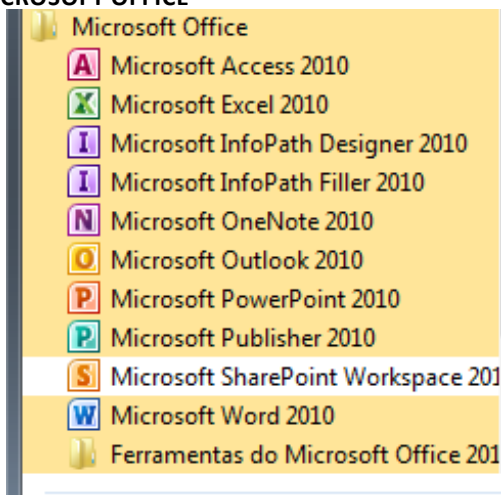 CROSOFT OFFICE
Microsoft Office
A Microsoft Access 2010
X Microsoft Excel 2010
I Microsoft InfoPath Designer 2010
I Microsoft InfoPath Filler 2010
N Microsoft OneNote 2010
O Microsoft Outlook 2010
P Microsoft PowerPoint 2010
P Microsoft Publisher 2010
S Microsoft SharePoint Workspace 201
W Microsoft Word 2010
Ferramentas do Microsoft Office 201